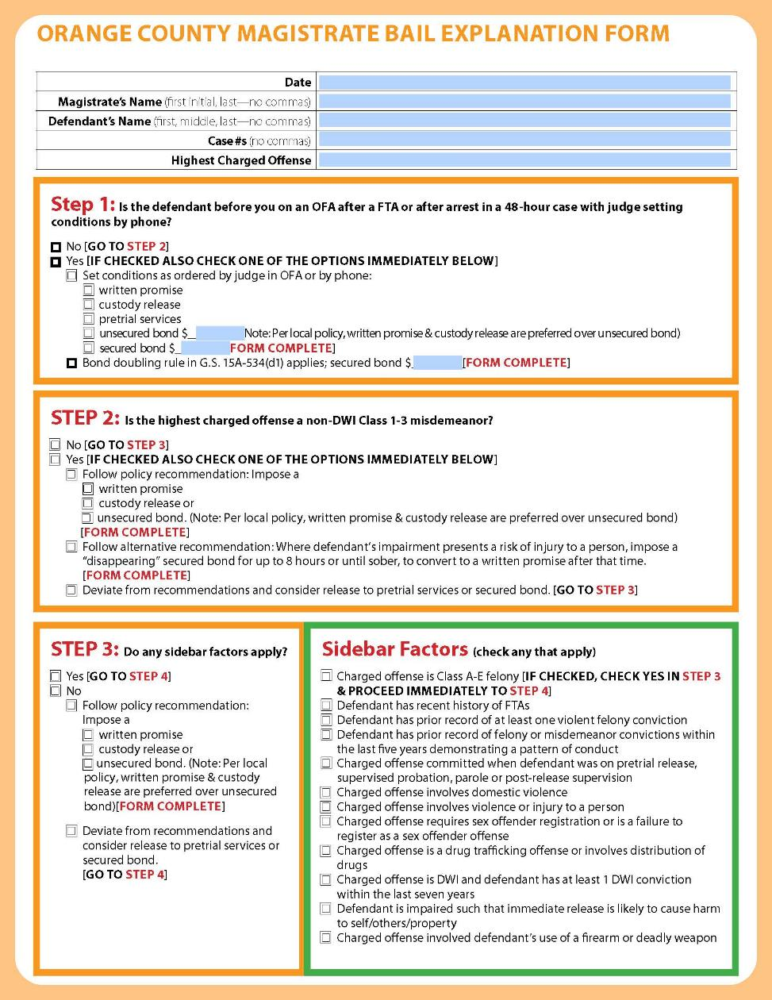 ORANGE COUNTY MAGISTRATE BAIL EXPLANATION FORM
Date
Magistrate's Name (first initial, last—no commas)
Defendant's Name (first, middle, last—no commas)
Case #s (no commas)
Highest Charged Offense
Step 1: Is the defendant before you on an OFA after a FTA or after arrest in a 48-hour case with judge setting
conditions by phone?
No [GO TO STEP 2]
Yes [IF CHECKED ALSO CHECK ONE OF THE OPTIONS IMMEDIATELY BELOW]
Set conditions as ordered by judge in OFA or by phone:
written promise
custody release
pretrial services
unsecured bond $_ Note: Per local policy, written promise & custody release are preferred over unsecured bond)
secured bond $_ FORM COMPLETE]
Bond doubling rule in G.S. 15A-534(d1) applies; secured bond $_ [FORM COMPLETE]
STEP 2: Is the highest charged offense a non-DWI Class 1-3 misdemeanor?
No [GO TO STEP 3]
Yes [IF CHECKED ALSO CHECK ONE OF THE OPTIONS IMMEDIATELY BELOW]
Follow policy recommendation: Impose a
written promise
custody release or
unsecured bond. (Note: Per local policy, written promise & custody release are preferred over unsecured bond)
[FORM COMPLETE]
Follow alternative recommendation: Where defendant's impairment presents a risk of injury to a person, impose a
"disappearing" secured bond for up to 8 hours or until sober, to convert to a written promise after that time.
[FORM COMPLETE]
Deviate from recommendations and consider release to pretrial services or secured bond. [GO TO STEP 3]
STEP 3: Do any sidebar factors apply?
Yes [GO TO STEP 4]
No
Follow policy recommendation:
Impose a
written promise
custody release or
unsecured bond. (Note: Per local
policy, written promise & custody
release are preferred over unsecured
bond)[FORM COMPLETE]
Deviate from recommendations and
consider release to pretrial services or
secured bond.
[GO TO STEP 4]
Sidebar Factors (check any that apply)
Charged offense is Class A-E felony [IF CHECKED, CHECK YES IN STEP 3
& PROCEED IMMEDIATELY TO STEP 4]
Defendant has recent history of FTAs
Defendant has prior record of at least one violent felony conviction
Defendant has prior record of felony or misdemeanor convictions within
the last five years demonstrating a pattern of conduct
Charged offense committed when defendant was on pretrial release,
supervised probation, parole or post-release supervision
Charged offense involves domestic violence
Charged offense involves violence or injury to a person
Charged offense requires sex offender registration or is a failure to
register as a sex offender offense
Charged offense is a drug trafficking offense or involves distribution of
drugs
Charged offense is DWI and defendant has at least 1 DWI conviction
within the last seven years
Defendant is impaired such that immediate release is likely to cause harm
to self/others/property
Charged offense involved defendant's use of a firearm or deadly weapon